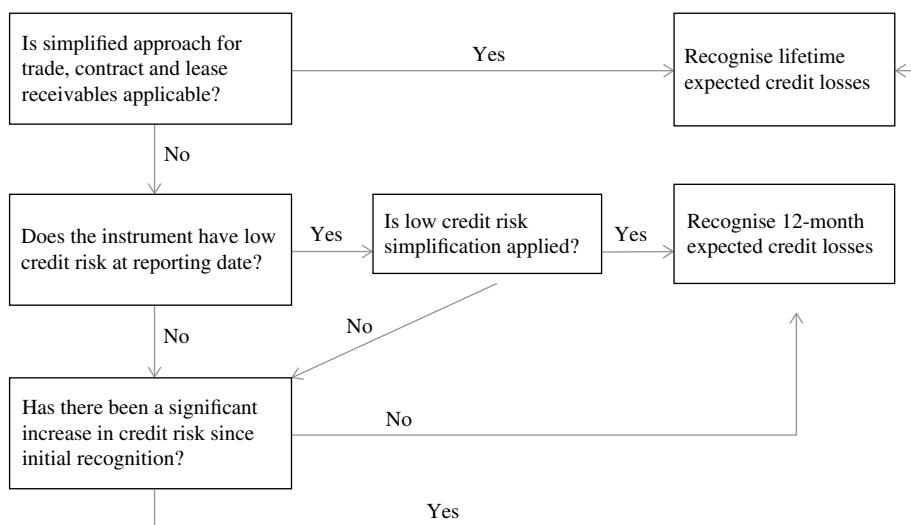 Is simplified approach for
trade, contract and lease
receivables applicable?
Yes
Recognise lifetime
expected credit losses
No
Does the instrument have low
credit risk at reporting date?
Yes
Is low credit risk
simplification applied?
Yes
Recognise 12-month
expected credit losses
No
No
Has there been a significant
increase in credit risk since
initial recognition?
No
Yes